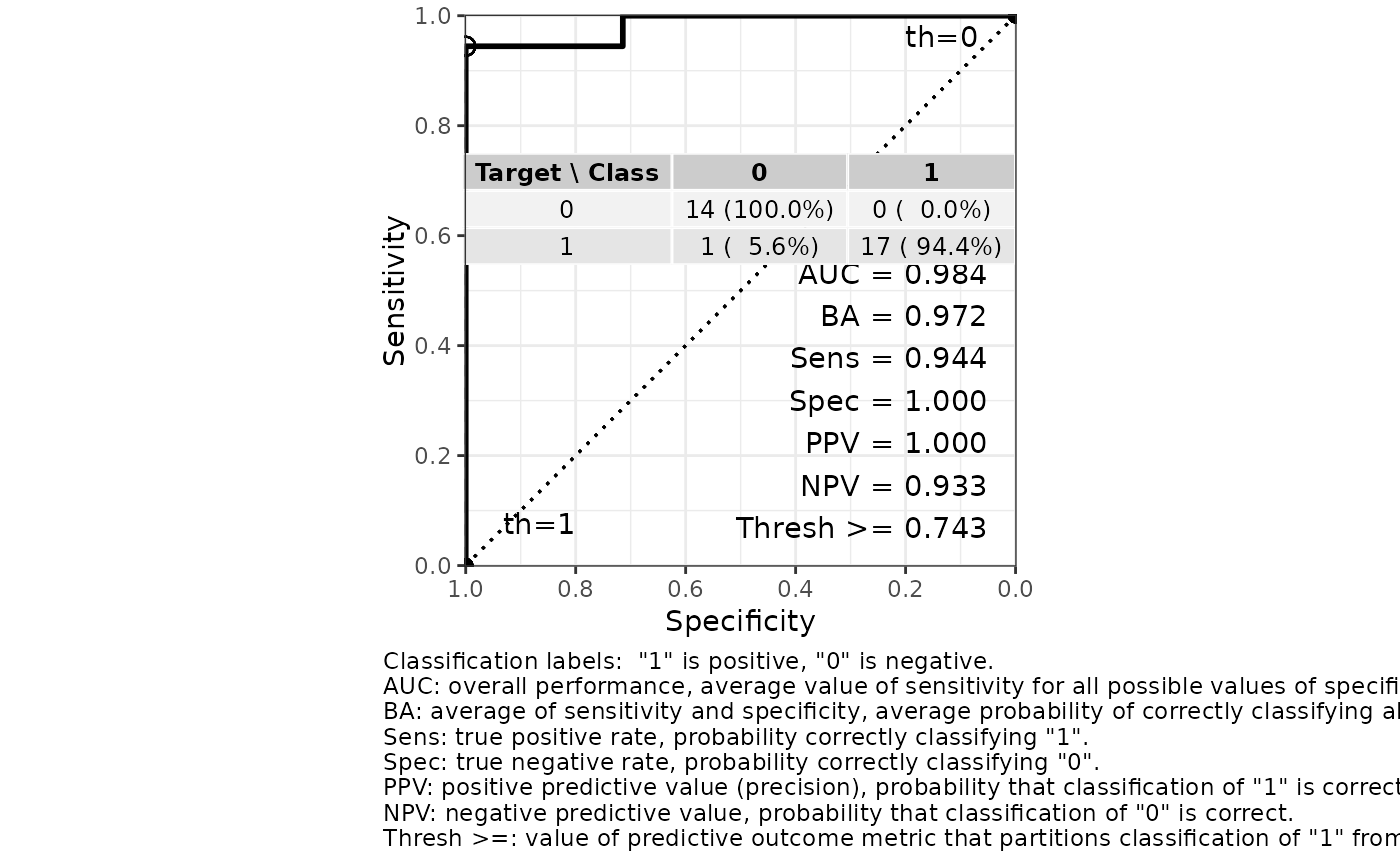 1.0
th=0
0.8
Target \ Class 0 1
0 14 (100.0%) 0 ( 0.0%)
1 1 ( 5.6%) 17 ( 94.4%)
0.6
AUC = 0.984
BA = 0.972
Sens = 0.944
0.4
Spec = 1.000
PPV = 1.000
0.2
NPV = 0.933
th=1
Thresh >= 0.743
0.0
Sensitivity
1.0 0.8 0.6 0.4 0.2 0.0
Specificity
Classification labels:  "1" is positive, "0" is negative.
AUC: overall performance, average value of sensitivity for all possible values of
BA: average of sensitivity and specificity, average probability of correctly classifying
Sens: true positive rate, probability correctly classifying "1".
Spec: true negative rate, probability correctly classifying "0".
PPV: positive predictive value (precision), probability that classification of "1" is correct
NPV: negative predictive value, probability that classification of "0" is correct.
Thresh >=: value of predictive outcome metric that partitions classification of "1" from